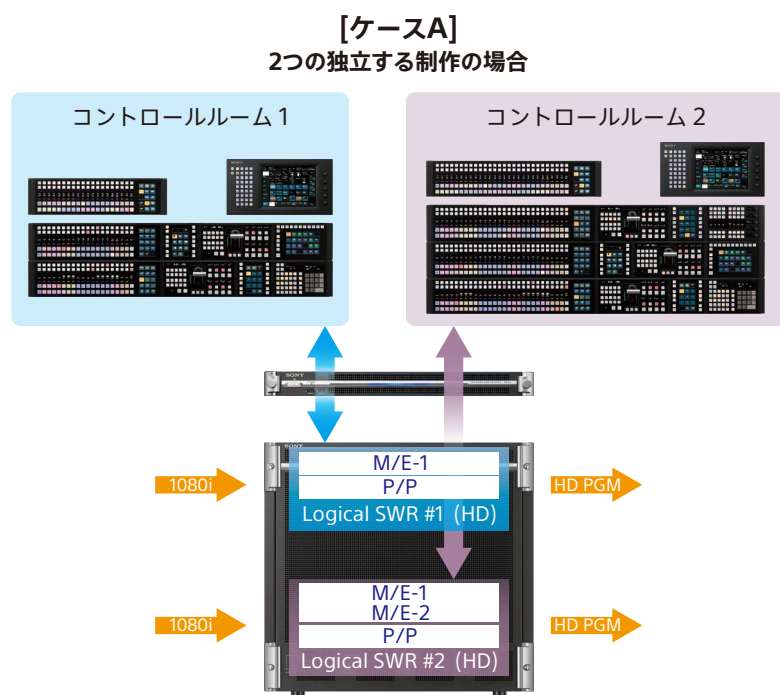 [ケースA]
2つの独立する制作の場合
コントロールルーム 1
コントロールルーム 2
SONY
SONY
SONY
SONY
M/E-1
P/P
Logical SWR #1 (HD)
1080i
HD PGM
M/E-1
M/E-2
P/P
Logical SWR #2 (HD)
1080i
HD PGM